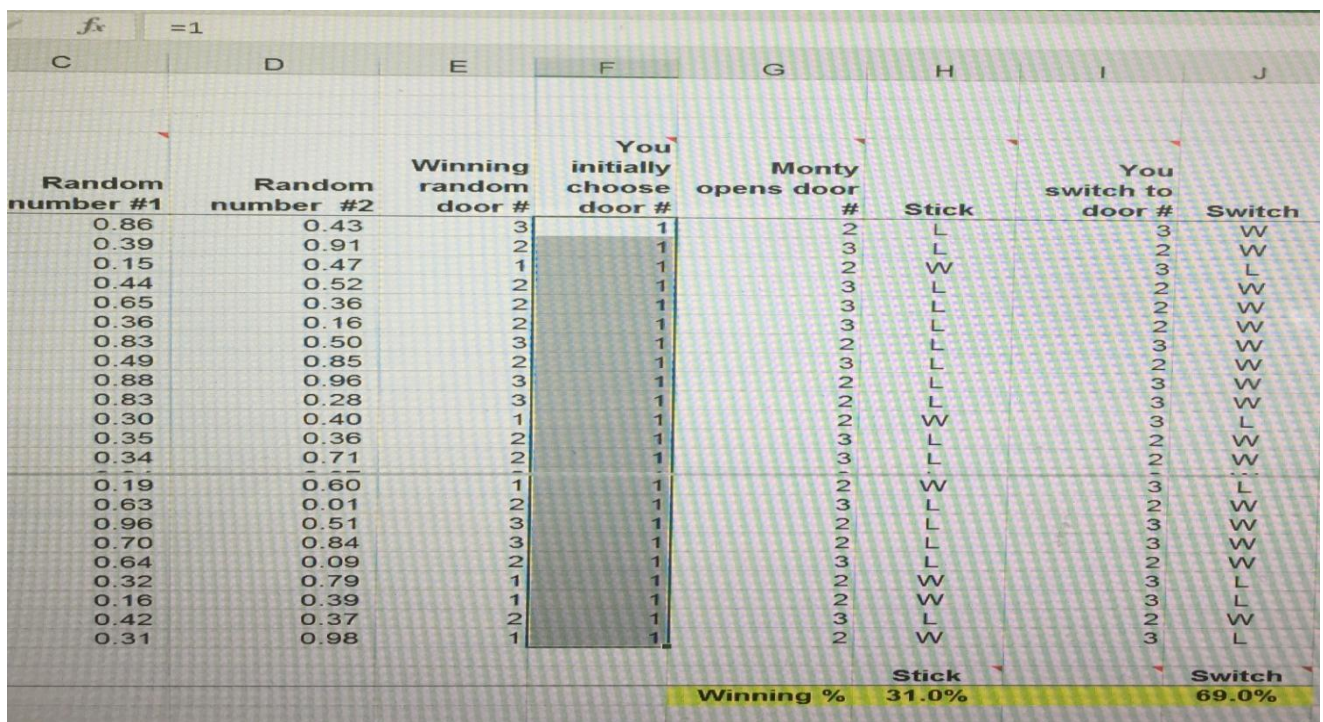 fx =1
C D E F G H I J
You
Winning initially Monty You
Random Random random choose opens door switch to
number #1 number #2 door # door # # Stick door # Switch
0.86 0.43 3 1 2 L 3 W
0.39 0.91 2 1 3 L 2 W
0.15 0.47 1 1 2 W 3 L
0.44 0.52 2 1 3 L 2 W
0.65 0.36 2 1 3 L 2 W
0.36 0.16 2 1 3 L 2 W
0.83 0.50 3 1 2 L 3 W
0.49 0.85 2 1 3 L 2 W
0.88 0.96 3 1 2 L 3 W
0.83 0.28 3 1 2 L 3 W
0.30 0.40 1 1 2 W 3 L
0.35 0.36 2 1 3 L 2 W
0.34 0.71 2 1 3 L 2 W
0.19 0.60 1 1 2 W 3 L
0.63 0.01 2 1 3 L 2 W
0.96 0.51 3 1 2 L 3 W
0.70 0.84 3 1 2 L 3 W
0.64 0.09 2 1 3 L 2 W
0.32 0.79 1 1 2 W 3 L
0.16 0.39 1 1 2 W 3 L
0.42 0.37 2 1 3 L 2 W
0.31 0.98 1 1 2 W 3 L
Stick Switch
Winning % 31.0% 69.0%